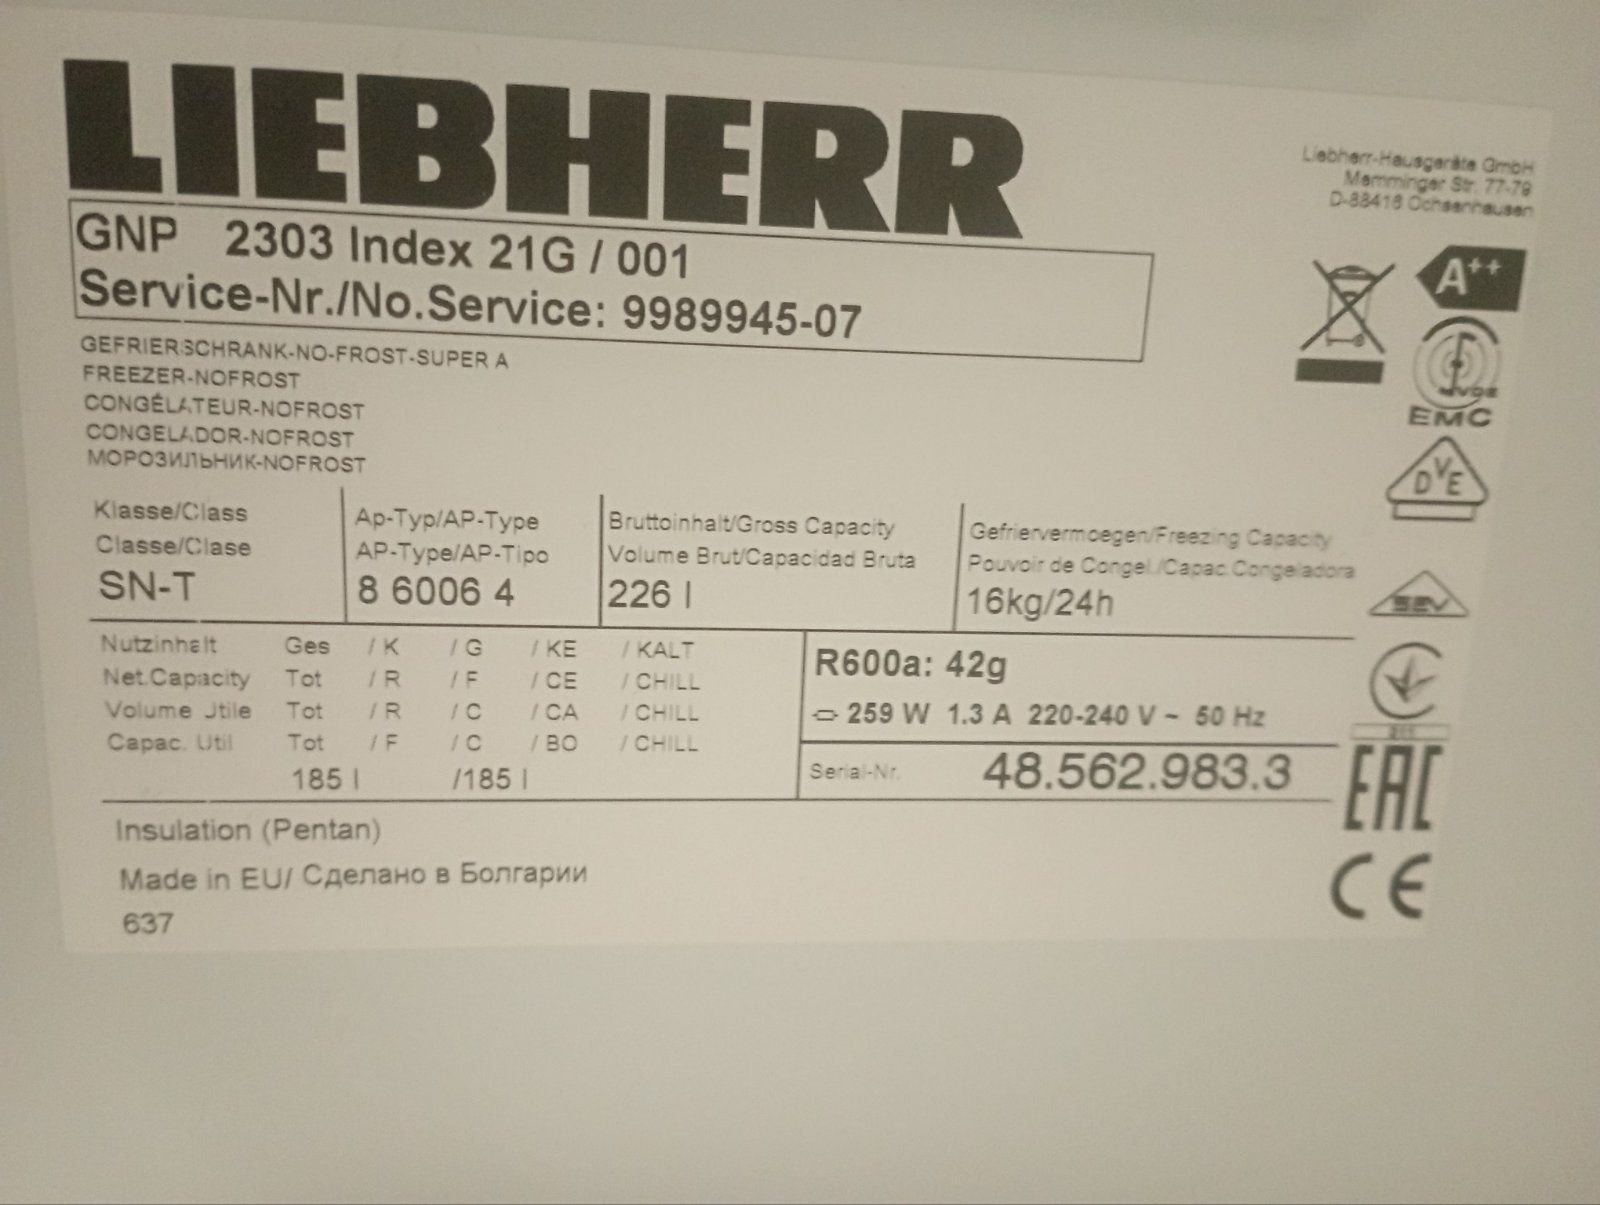 LIEBHERR
Liebherr-Hausgeräte GmbH
Memminger Str. 77-79
D-88416 Ochsenhausen
GNP 2303 Index 21G / 001
Service-Nr./No.Service: 9989945-07
A++
GEFRIERSCHRANK-NO-FROST-SUPER A
FREEZER-NOFROST
CONGÉLATEUR-NOFROST
CONGELADOR-NOFROST
МОРОЗИЛЬНИК-NOFROST
VDE
EMC
DVE
Klasse/Class
Classe/Clase
SN-T
Ap-Typ/AP-Type
AP-Type/AP-Tipo
8 6006 4
Bruttoinhalt/Gross Capacity
Volume Brut/Capacidad Bruta
226 l
Gefriervermoegen/Freezing Capacity
Pouvoir de Congel./Capac.Congeladora
16kg/24h
SEV
Nutzinhalt Ges / K / G / KE / KALT
Net.Capacity Tot / R / F / CE / CHILL
Volume Utile Tot / R / C / CA / CHILL
Capac. Util Tot / F / C / BO / CHILL
185 l /185 l
R600a: 42g
259 W 1.3 A 220-240 V ~ 50 Hz
Serial-Nr. 48.562.983.3
EAC
Insulation (Pentan)
Made in EU/ Сделано в Болгарии
637
CE